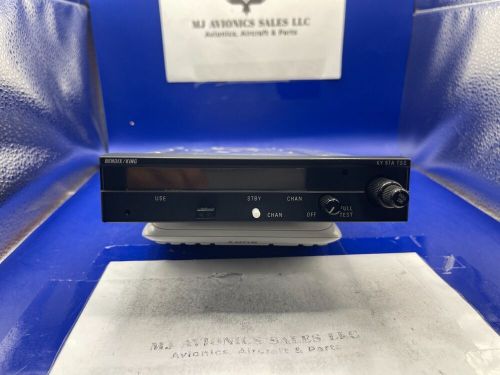 MJ AVIONICS SALES LLC
Avionics, Aircraft & Parts
BENDIX/KING
KY 97A TSO
USE
STBY
CHAN
CHAN
OFF
PULL
TEST
MJ AVIONICS SALES LLC
Avionics, Aircraft & Parts